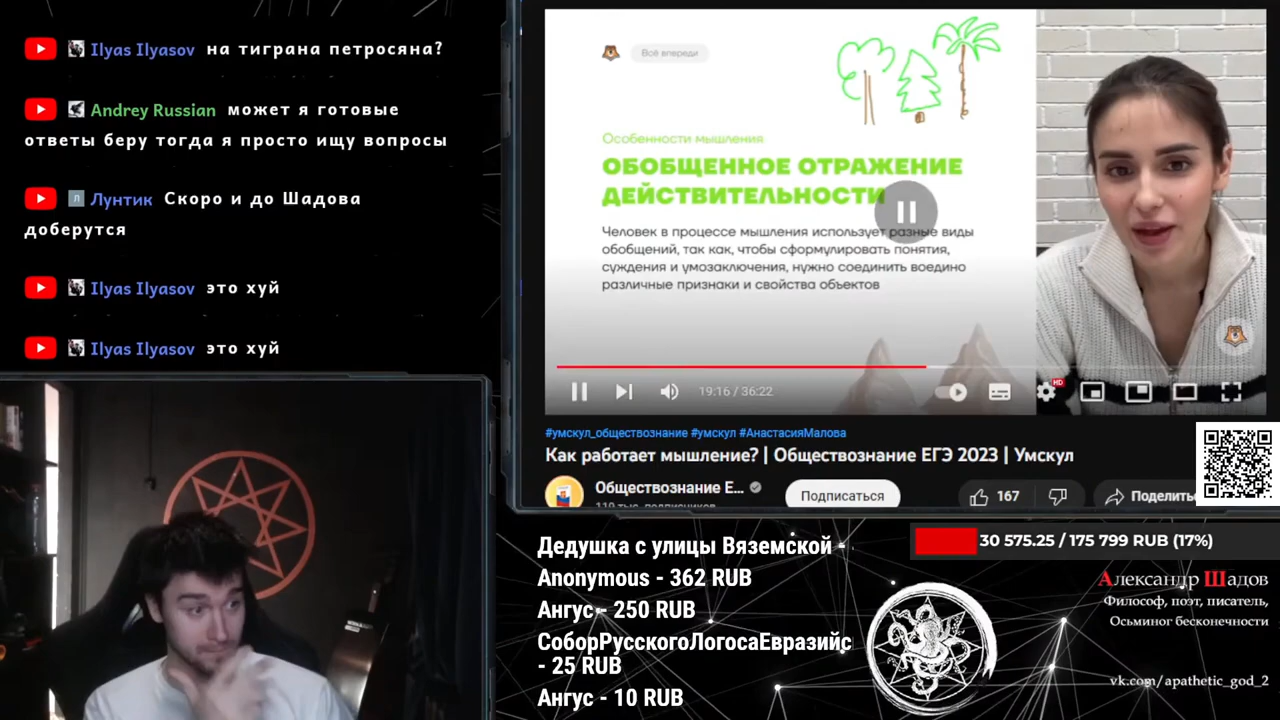 Ilyas Ilyasov на тиграна петросяна?
Andrey Russian может я готовые
ответы беру тогда я просто ищу вопросы
Лунтик Скоро и до Шадова
доберутся
Ilyas Ilyasov это хуй
Ilyas Ilyasov это хуй
Всё впереди
Особенности мышления
ОБОБЩЕННОЕ ОТРАЖЕНИЕ
ДЕЙСТВИТЕЛЬНОСТИ
Человек в процессе мышления использует разные виды
обобщений, так как, чтобы сформулировать понятия,
суждения и умозаключения, нужно соединить воедино
различные признаки и свойства объектов
19:16 / 36:22
HD
#умскул_обществознание #умскул #АнастасияМалова
Как работает мышление? | Обществознание ЕГЭ 2023 | Умскул
Обществознание Е...
Подписаться
167
Поделить
30 575.25 / 175 799 RUB (17%)
Дедушка с улицы Вяземской -
Anonymous - 362 RUB
Ангус - 250 RUB
СоборРусскогоЛогосаЕвразийс
- 25 RUB
Ангус - 10 RUB
Александр Шадов
Философ, поэт, писатель,
Осьминог бесконечности
vk.com/apathetic_god_2